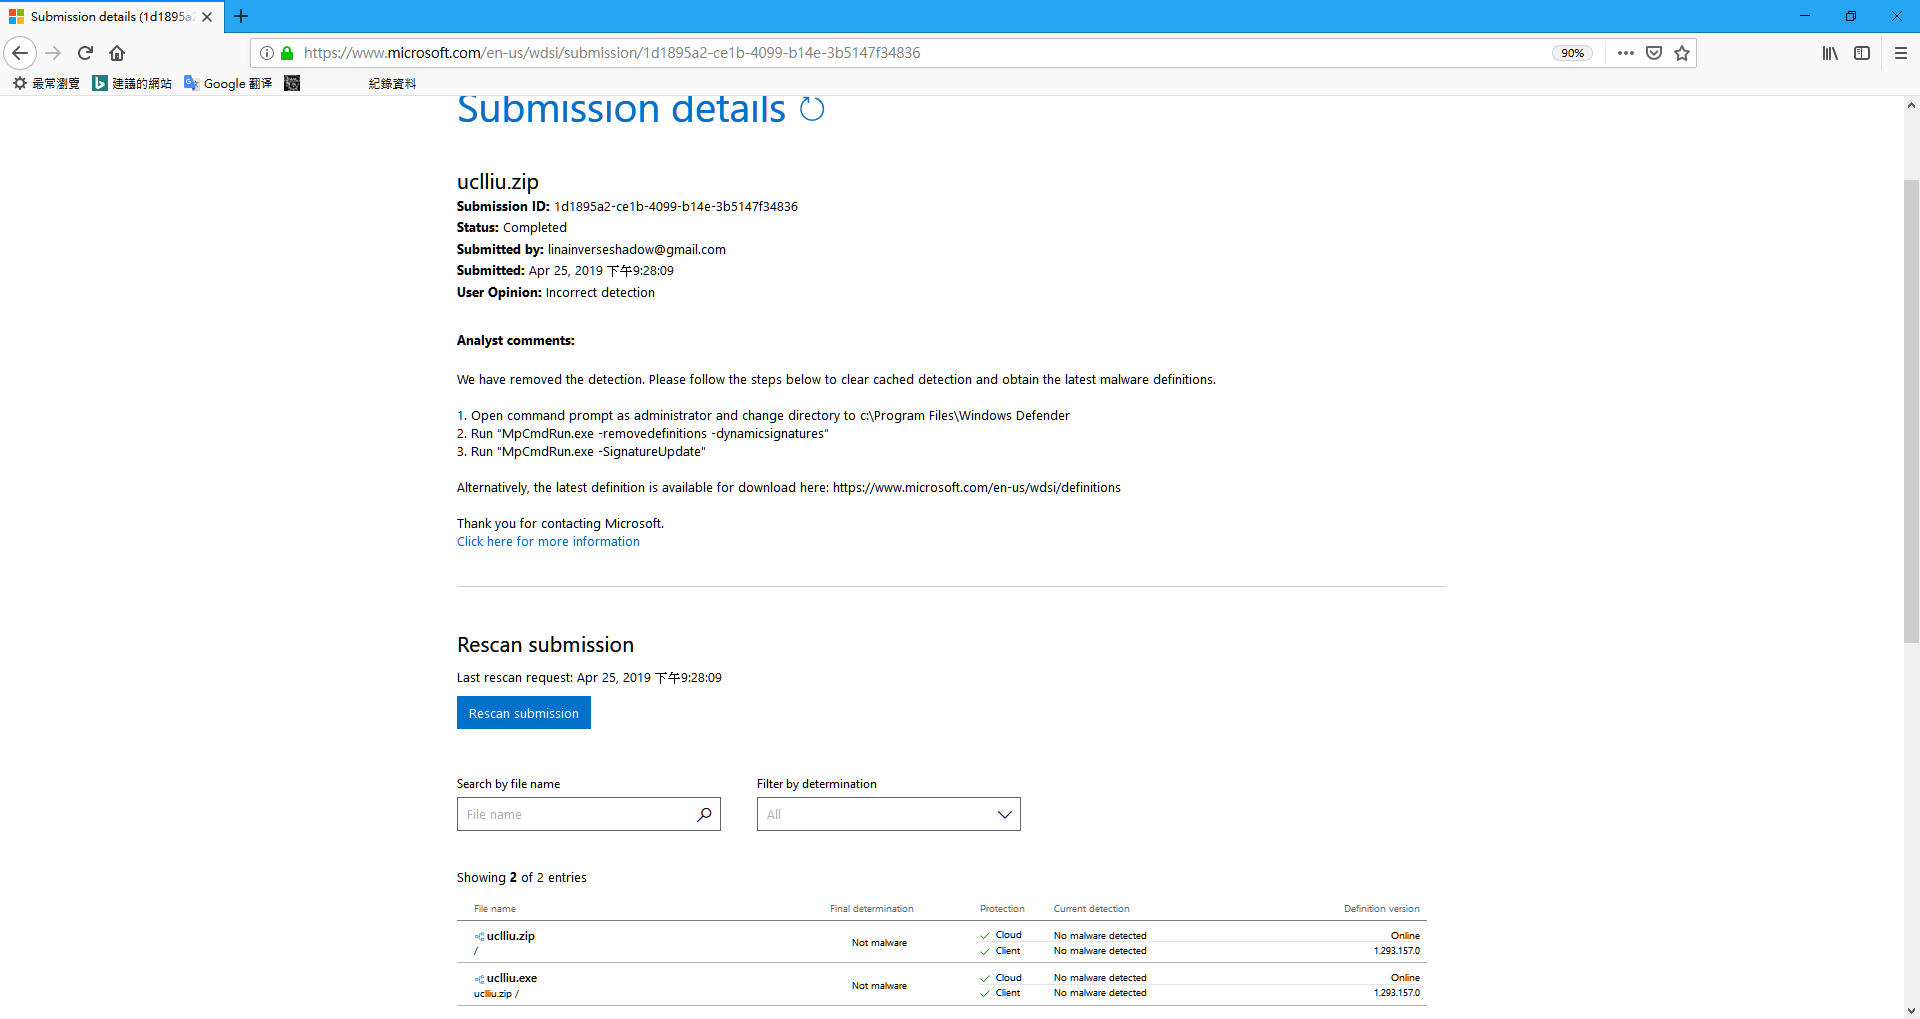 Submission details (1d1895a
https://www.microsoft.com/en-us/wdsi/submission/1d1895a2-ce1b-4099-b14e-3b5147f34836
90%
最常瀏覽
建議的網站
Google 翻译
紀錄資料
Submission details
uclliu.zip
Submission ID: 1d1895a2-ce1b-4099-b14e-3b5147f34836
Status: Completed
Submitted by: linainverseshadow@gmail.com
Submitted: Apr 25, 2019 下午9:28:09
User Opinion: Incorrect detection
Analyst comments:
We have removed the detection. Please follow the steps below to clear cached detection and obtain the latest malware definitions.
1. Open command prompt as administrator and change directory to c:\Program Files\Windows Defender
2. Run “MpCmdRun.exe -removedefinitions -dynamicsignatures”
3. Run "MpCmdRun.exe -SignatureUpdate"
Alternatively, the latest definition is available for download here: https://www.microsoft.com/en-us/wdsi/definitions
Thank you for contacting Microsoft.
Click here for more information
Rescan submission
Last rescan request: Apr 25, 2019 下午9:28:09
Rescan submission
Search by file name Filter by determination
File name All
Showing 2 of 2 entries
File name Final determination Protection Current detection Definition version
uclliu.zip Cloud No malware detected Online
/ Not malware Client No malware detected 1.293.157.0
uclliu.exe Cloud No malware detected Online
uclliu.zip / Not malware Client No malware detected 1.293.157.0